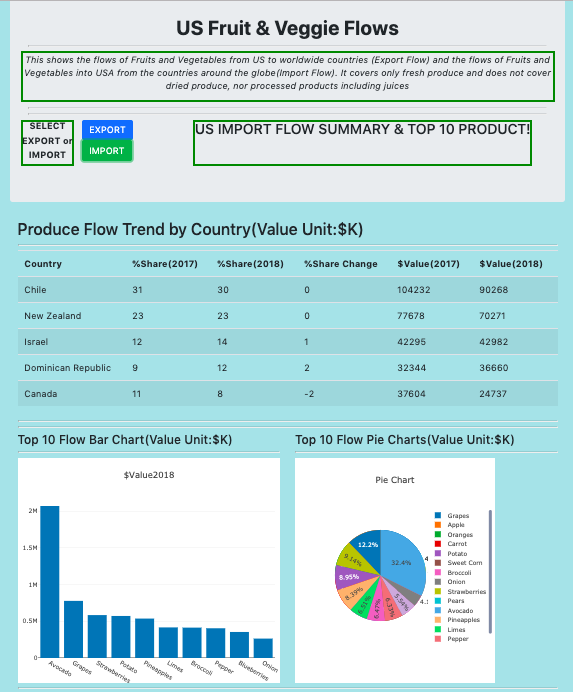 US Fruit & Veggie Flows
This shows the flows of Fruits and Vegetables from US to worldwide countries (Export Flow) and the flows of Fruits and
Vegetables into USA from the countries around the globe(Import Flow). It covers only fresh produce and does not cover
dried produce, nor processed products including juices
SELECT
EXPORT or
IMPORT
EXPORT
IMPORT
US IMPORT FLOW SUMMARY & TOP 10 PRODUCT!
Produce Flow Trend by Country(Value Unit:$K)
Country %Share(2017) %Share(2018) %Share Change $Value(2017) $Value(2018)
Chile 31 30 0 104232 90268
New Zealand 23 23 0 77678 70271
Israel 12 14 1 42295 42982
Dominican Republic 9 12 2 32344 36660
Canada 11 8 -2 37604 24737
Top 10 Flow Bar Chart(Value Unit:$K)
$Value2018
2M
1.5M
1M
0.5M
0
Avocado
Grapes
Strawberries
Potato
Pineapples
Limes
Broccoli
Pepper
Blueberries
Onion
Top 10 Flow Pie Charts(Value Unit:$K)
Pie Chart
12.2%
9.14%
8.95%
8.39%
6.51%
6.47%
6.33%
5.54%
32.4%
4
4.:
Grapes
Apple
Oranges
Carrot
Potato
Sweet Corn
Broccoli
Onion
Strawberries
Pears
Avocado
Pineapples
Limes
Pepper